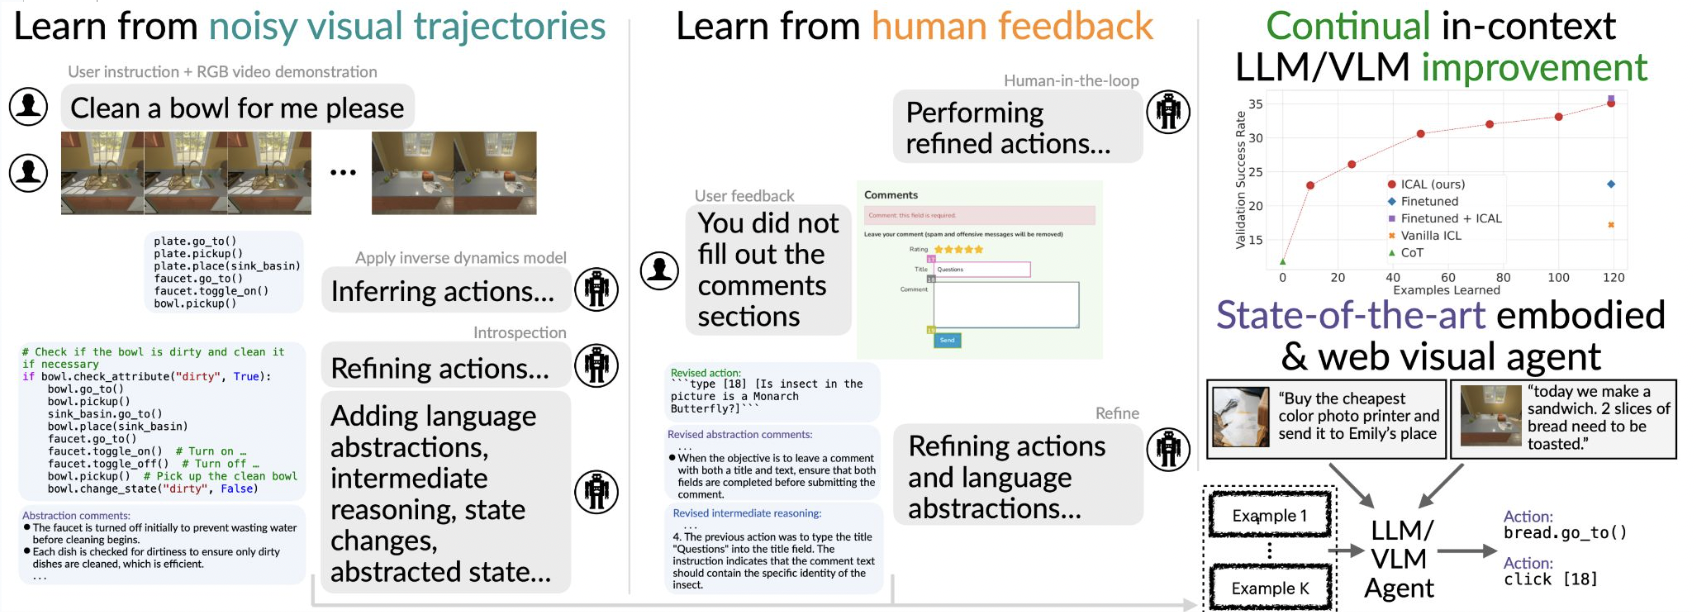 Learn from noisy visual trajectories
User instruction + RGB video demonstration
Clean a bowl for me please
...
plate.go_to()
plate.pickup()
plate.place(sink_basin)
faucet.go_to()
faucet.toggle_on()
bowl.pickup()
Apply inverse dynamics model
Inferring actions...
Introspection
Refining actions...
# Check if the bowl is dirty and clean it
if necessary
if bowl.check_attribute("dirty", True):
bowl.go_to()
bowl.pickup()
sink_basin.go_to()
bowl.place(sink_basin)
faucet.go_to()
faucet.toggle_on() # Turn on …
faucet.toggle_off() # Turn off …
bowl.pickup() # Pick up the clean bowl
bowl.change_state("dirty", False)
Adding language
abstractions,
intermediate
reasoning, state
changes,
abstracted state...
Abstraction comments:
● The faucet is turned off initially to prevent wasting water
before cleaning begins.
● Each dish is checked for dirtiness to ensure only dirty
dishes are cleaned, which is efficient.
...
Learn from human feedback
Human-in-the-loop
Performing
refined actions...
User feedback
You did not
fill out the
comments
sections
Comments
Comment, this field is required.
Leave your comment (spam and offensive messages will be removed)
Rating
Title
Questions
Comment
Send
Revised action:
```type [18] [Is insect in the
picture is a Monarch
Butterfly?]```
Revised abstraction comments:
...
● When the objective is to leave a comment
with both a title and text, ensure that both
fields are completed before submitting the
comment.
Revised intermediate reasoning:
...
4. The previous action was to type the title
"Questions" into the title field. The
instruction indicates that the comment text
should contain the specific identity of the
insect.
Refine
Refining actions
and language
abstractions...
Continual in-context
LLM/VLM improvement
Validation Success Rate
35
30
25
20
15
0
20
40
60
80
100
120
Examples Learned
ICAL (ours)
Finetuned
Finetuned + ICAL
Vanilla ICL
CoT
State-of-the-art embodied
& web visual agent
“Buy the cheapest
color photo printer and
send it to Emily’s place
“today we make a
sandwich. 2 slices of
bread need to be
toasted.”
Example 1
Example K
LLM/
VLM
Agent
Action:
bread.go_to()
Action:
click [18]